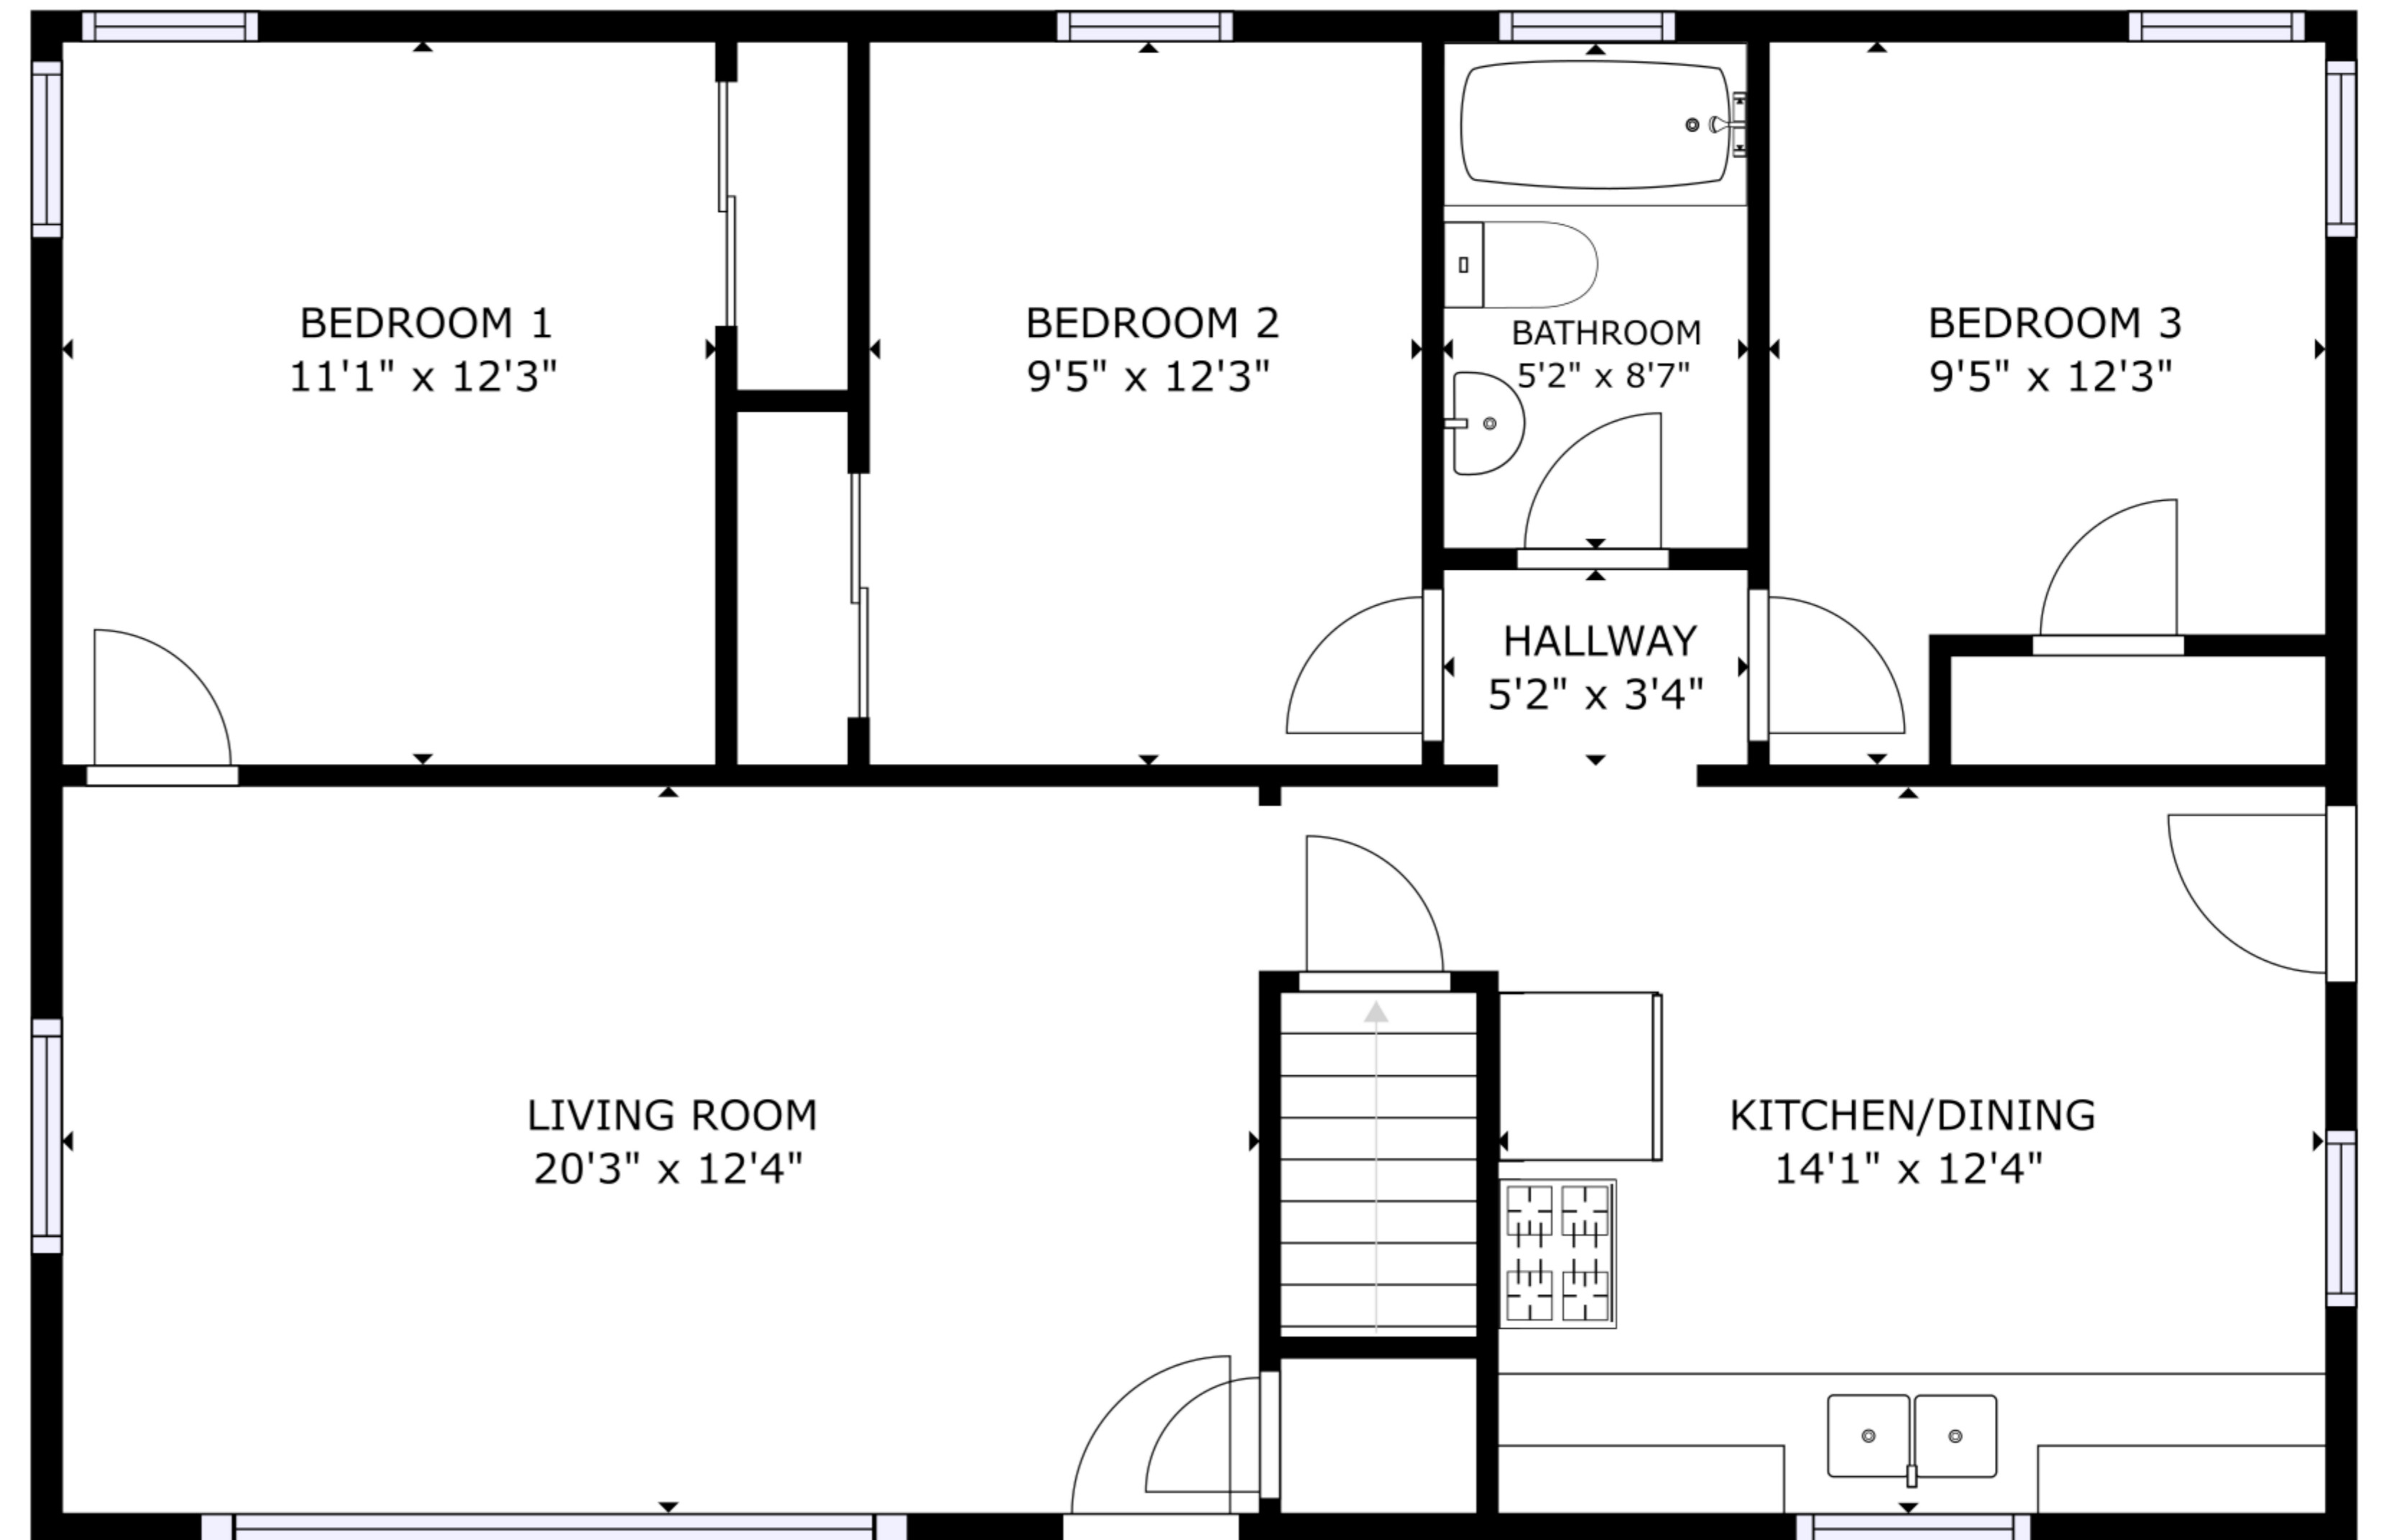 BEDROOM 1
11'1" x 12'3"
BEDROOM 2
9'5" x 12'3"
BATHROOM
5'2" x 8'7"
BEDROOM 3
9'5" x 12'3"
HALLWAY
5'2" x 3'4"
LIVING ROOM
20'3" x 12'4"
KITCHEN/DINING
14'1" x 12'4"